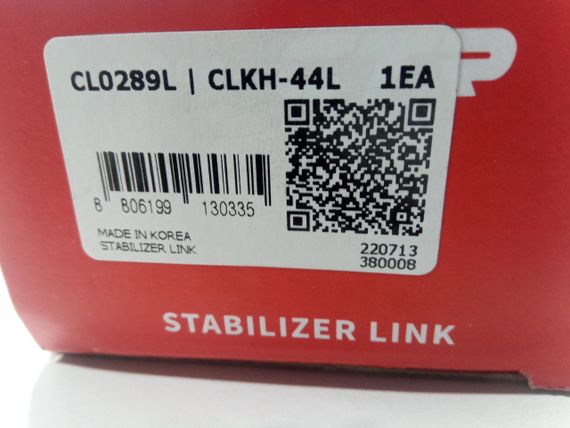 CL0289L | CLKH-44L 1EA
8 806199 130335
MADE IN KOREA
STABILIZER LINK
220713
380008
STABILIZER LINK